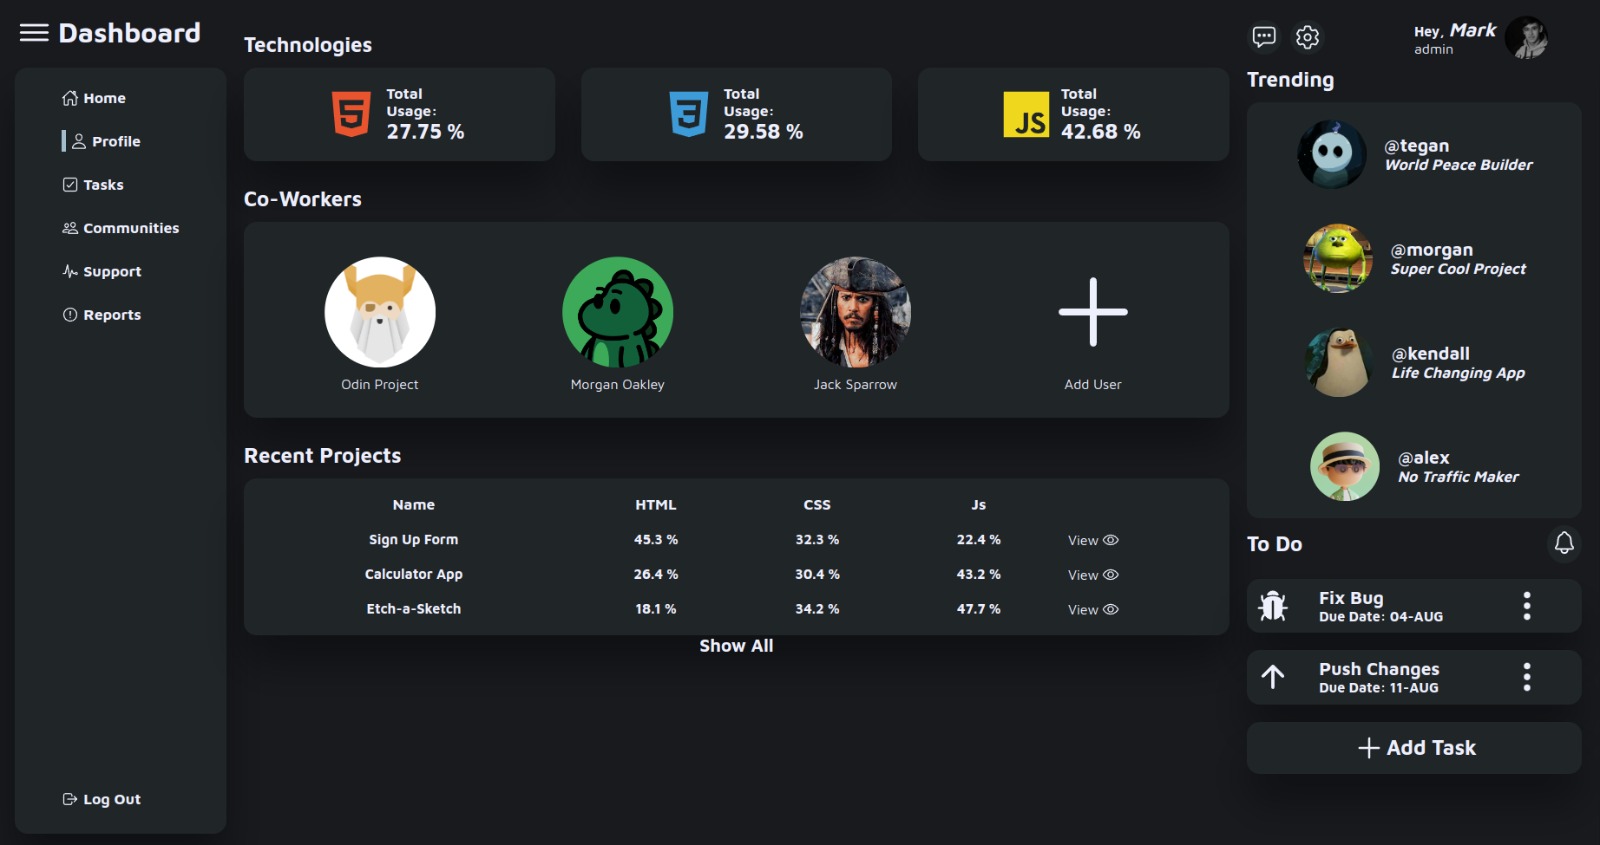 Dashboard
Home
Profile
Tasks
Communities
Support
Reports
Log Out
Technologies
Total
Usage:
27.75 %
Total
Usage:
29.58 %
JS
Total
Usage:
42.68 %
Co-Workers
Odin Project
Morgan Oakley
Jack Sparrow
Add User
Recent Projects
Name HTML CSS Js
Sign Up Form 45.3 % 32.3 % 22.4 % View
Calculator App 26.4 % 30.4 % 43.2 % View
Etch-a-Sketch 18.1 % 34.2 % 47.7 % View
Show All
Hey, Mark
admin
Trending
@tegan
World Peace Builder
@morgan
Super Cool Project
@kendall
Life Changing App
@alex
No Traffic Maker
To Do
Fix Bug
Due Date: 04-AUG
Push Changes
Due Date: 11-AUG
Add Task